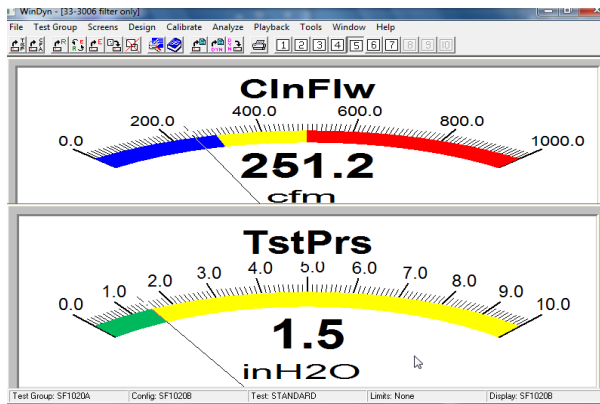 WinDyn - [33-3006 filter only]
File Test Group Screens Design Calibrate Analyze Playback Tools Window Help
1 2 3 4 5 6 7 8 9 10
ClnFlw
0.0 200.0 400.0 600.0 800.0 1000.0
251.2
cfm
TstPrs
0.0 1.0 2.0 3.0 4.0 5.0 6.0 7.0 8.0 9.0 10.0
1.5
inH2O
Test Group: SF1020A Config: SF1020B Test: STANDARD Limits: None Display: SF1020B